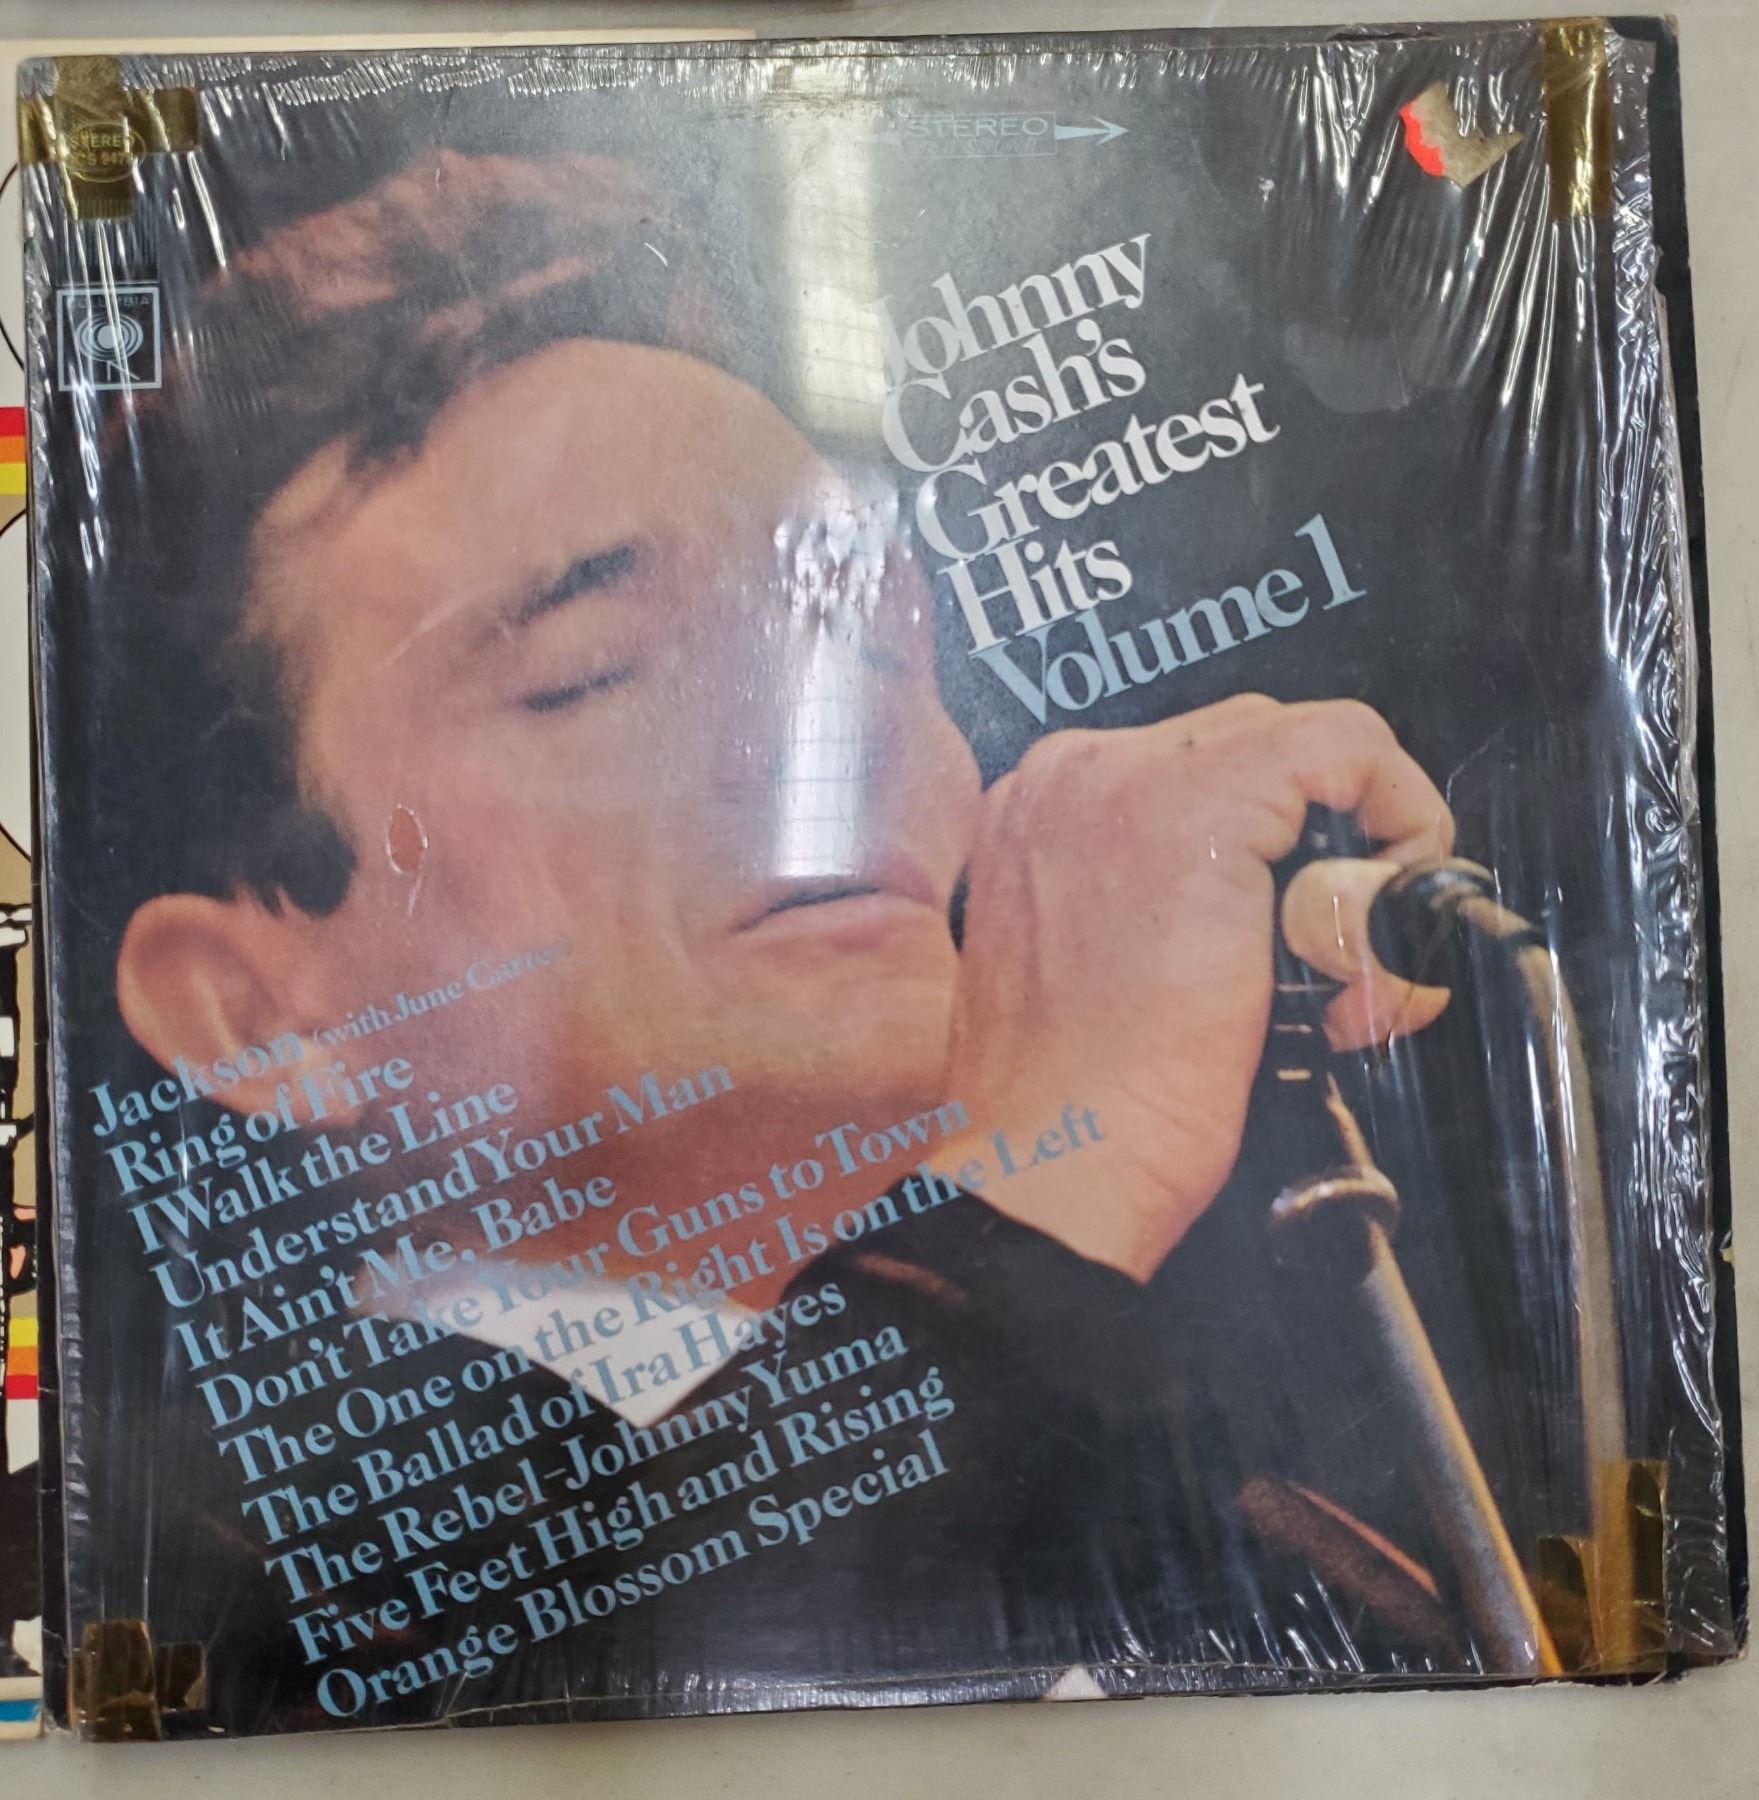 STEREO
STEREO
COLUMBIA
Johnny
Cash's
Greatest
Hits
Volume 1
Jackson (with June Carter)
Ring of Fire
I Walk the Line
Understand Your Man
It Ain't Me, Babe
Don't Take Your Guns to Town
The One on the Right Is on the Left
The Ballad of Ira Hayes
The Rebel-Johnny Yuma
Five Feet High and Rising
Orange Blossom Special